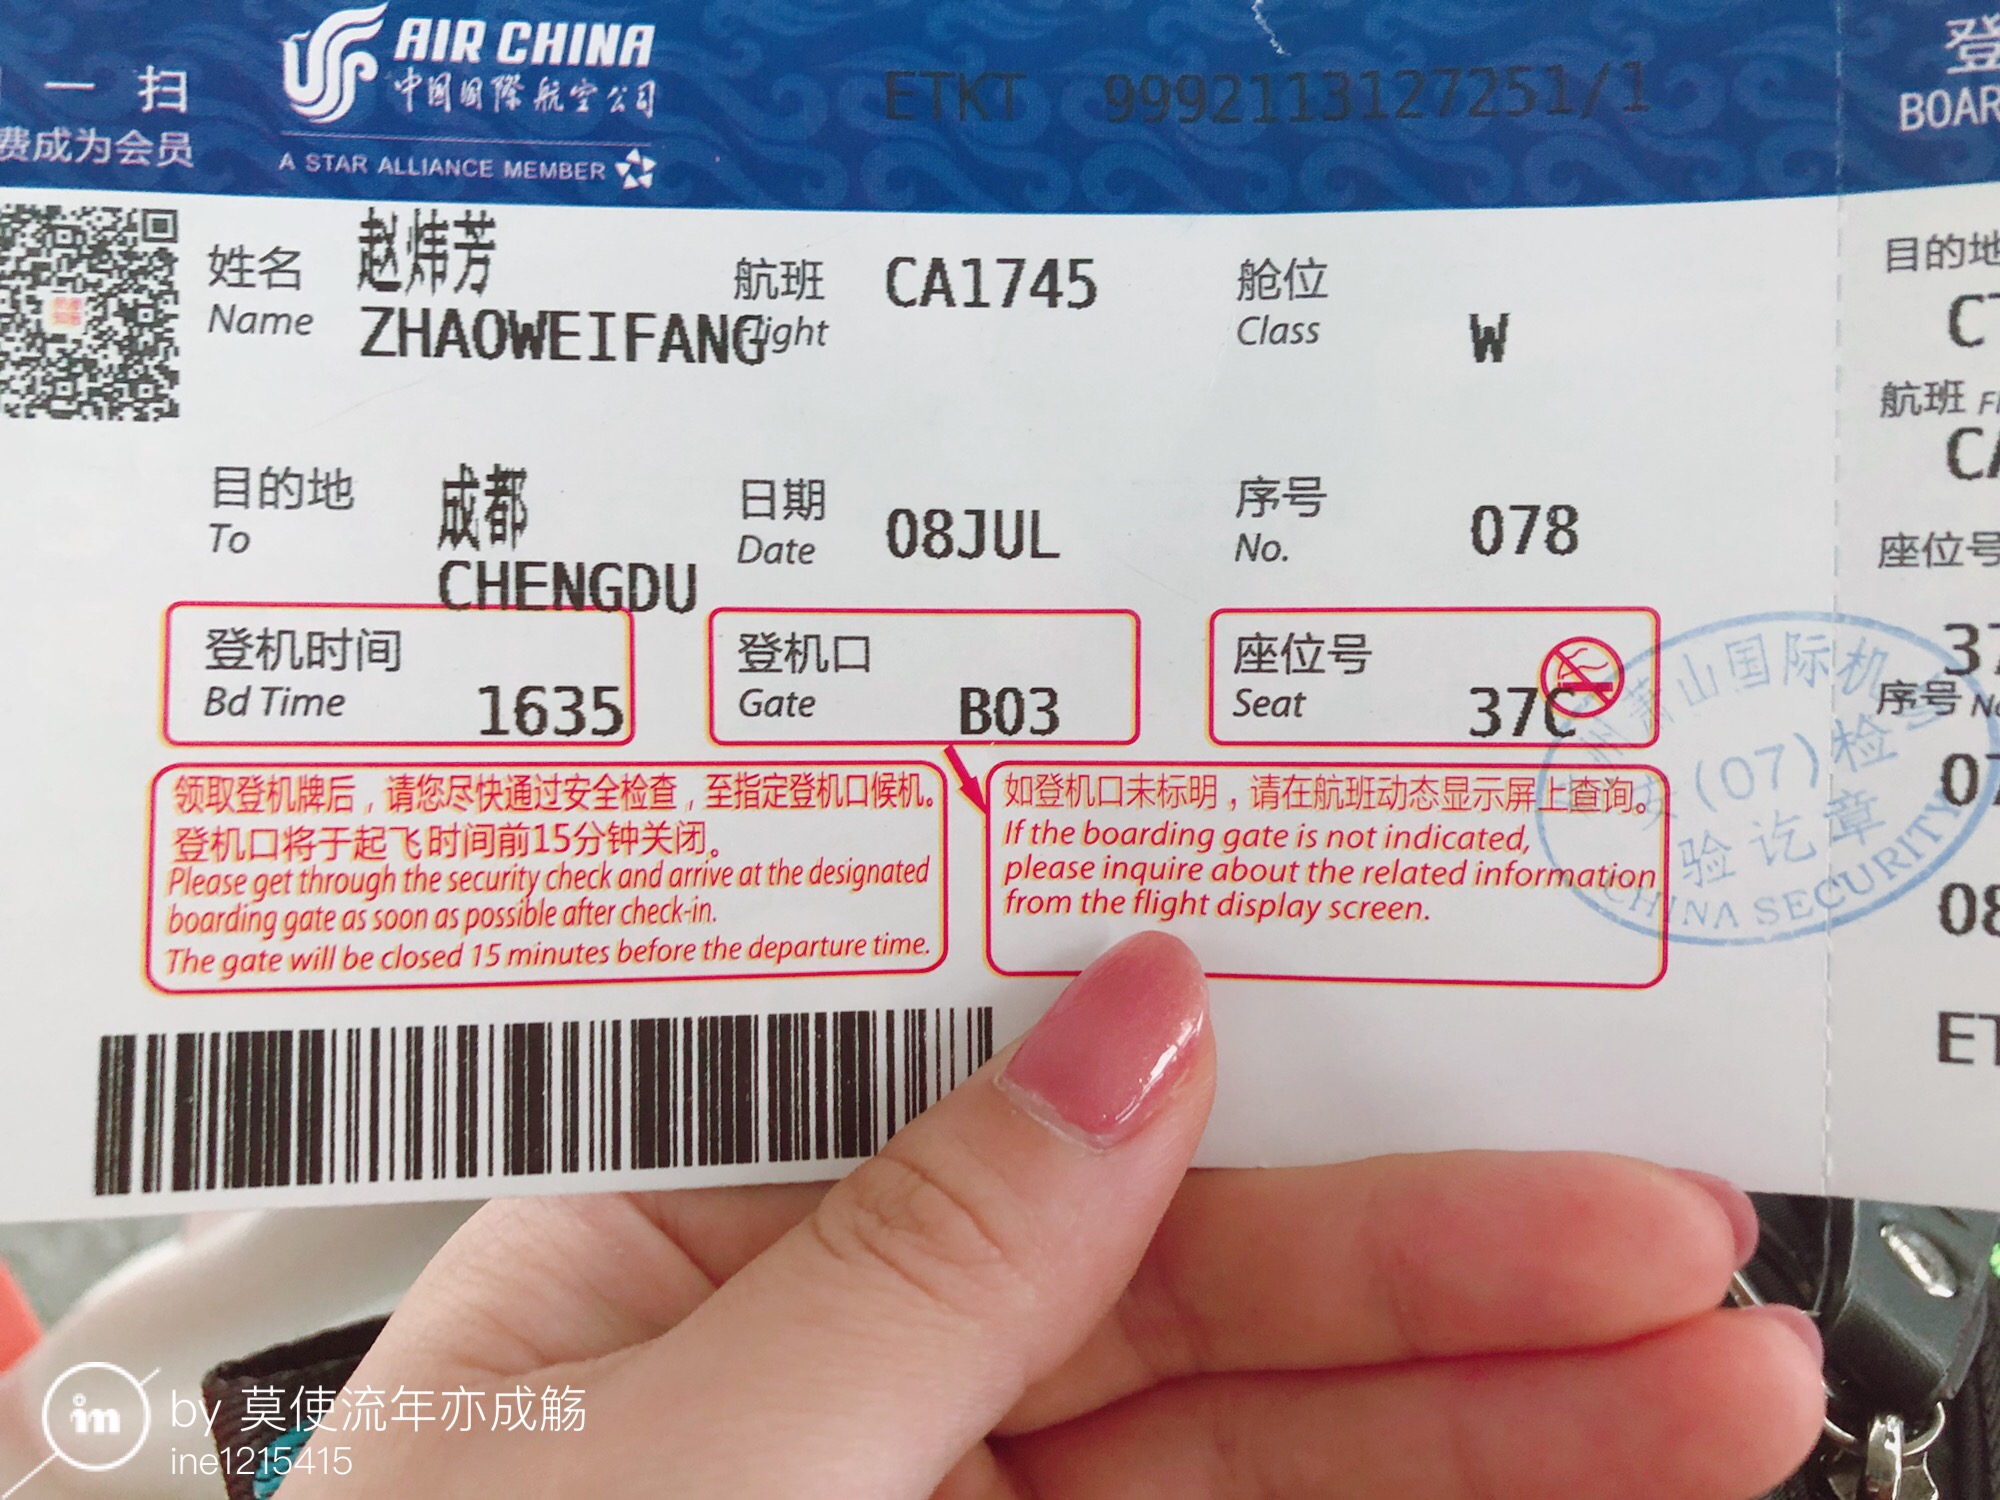 一扫
费成为会员
AIR CHINA
中国国際航空公司
A STAR ALLIANCE MEMBER
ETKT 9992113127251/1
登
BOAR
姓名 赵炜芳
Name ZHAOWEIFANG
航班 CA1745
Flight
舱位
Class W
目的地 成都
To CHENGDU
日期 08JUL
Date
序号 078
No.
登机时间
Bd Time 1635
登机口
Gate B03
座位号
Seat 37C
领取登机牌后，请您尽快通过安全检查，至指定登机口候机。
登机口将于起飞时间前15分钟关闭。
Please get through the security check and arrive at the designated
boarding gate as soon as possible after check-in.
The gate will be closed 15 minutes before the departure time.
如登机口未标明，请在航班动态显示屏上查询。
If the boarding gate is not indicated,
please inquire about the related information
from the flight display screen.
州萧山国际机
安(07)检
验讫章
CHINA SECURITY
目的地
CT
航班 Fl
CA
座位号
37
序号 No
07
08
ET
im
by 莫使流年亦成觞
ine1215415